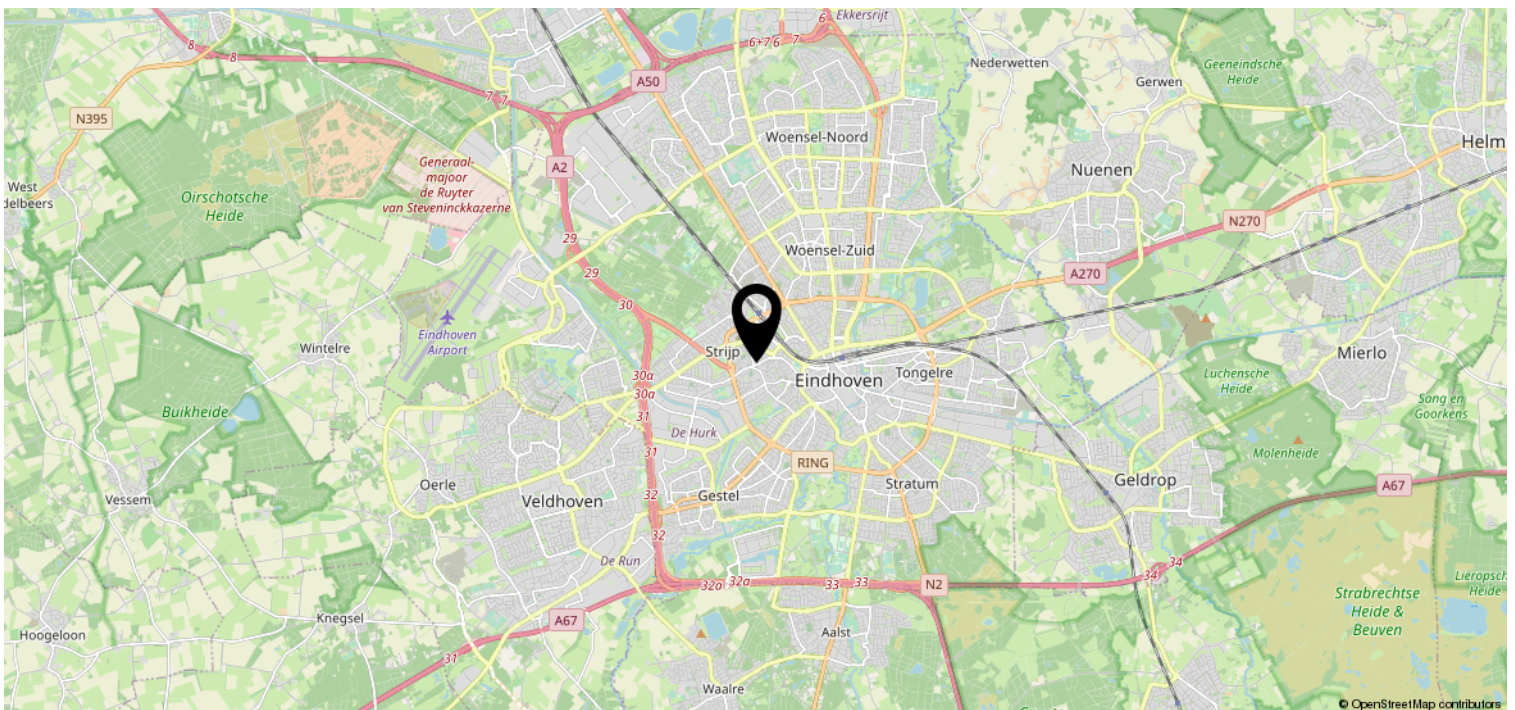 6
Ekkersrijt
8
8
6+7
6
7
Nederwetten
Geeneindsche
Heide
A50
Gerwen
7
7
N395
Woensel-Noord
Helm
A2
Generaal-
majoor
de Ruyter
van Steveninckkazerne
Nuenen
West
delbeers
Oirschotsche
Heide
N270
29
Woensel-Zuid
29
A270
30
Eindhoven
Airport
Wintelre
Strijp
Mierlo
30a
Eindhoven
Tongelre
Luchensche
Heide
30a
Buikheide
31
Sang en
Goorkens
De Hurk
31
Molenheide
RING
Oerle
Stratum
Geldrop
A67
Vessem
Veldhoven
32
Gestel
32
De Run
34
34
32a
32a
33
33
N2
Lieropsch
Heide
Strabrechtse
Heide &
Beuven
Knegsel
A67
Hoogeloon
Aalst
31
Waalre
© OpenStreetMap contributors